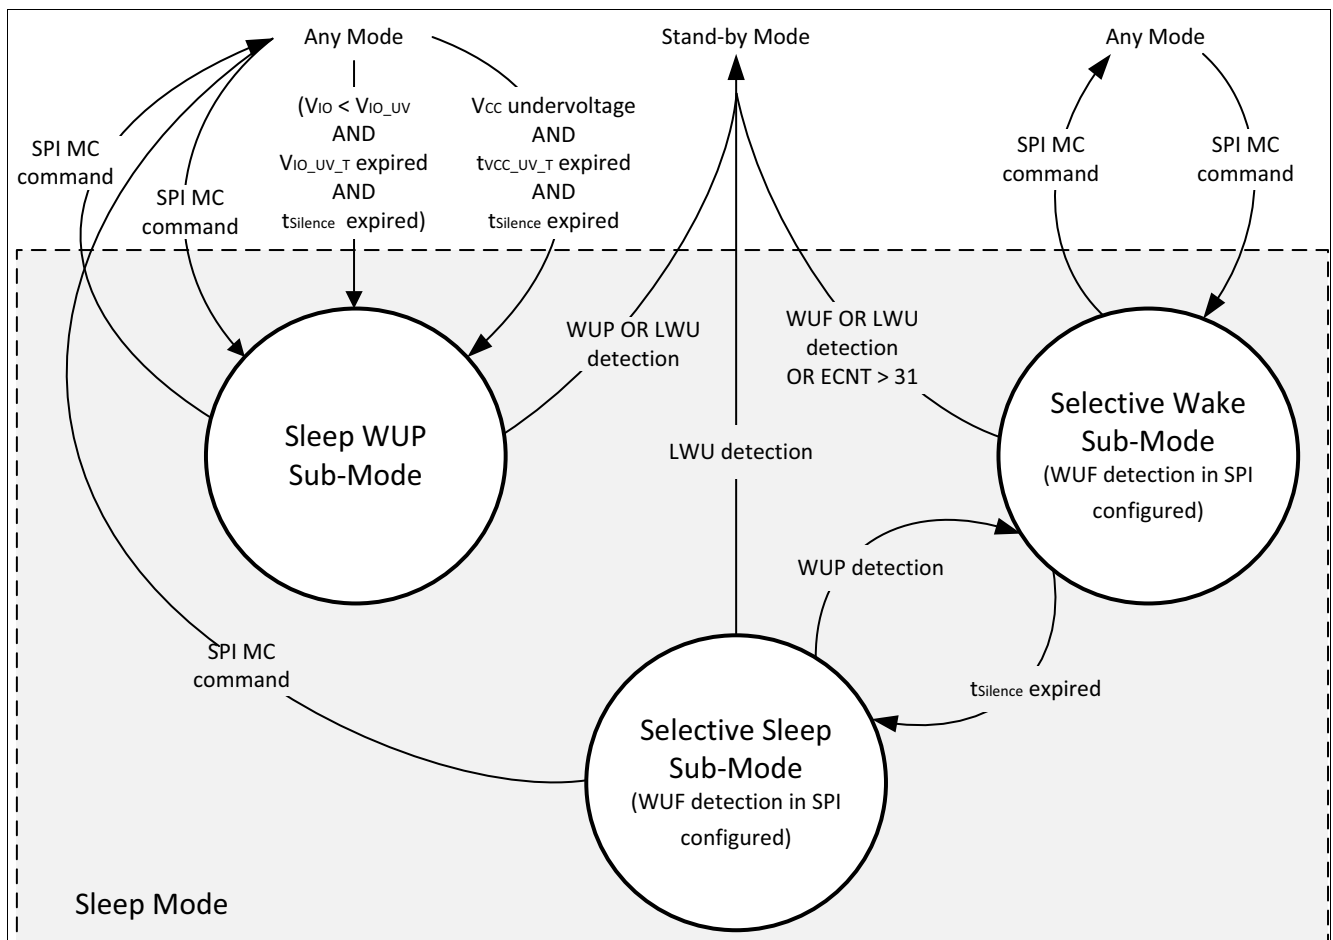 Any Mode
Stand-by Mode
Any Mode
SPI MC
command
SPI MC
command
(VIO < VIO_UV
AND
VIO_UV_T expired
AND
tSilence expired)
VCC undervoltage
AND
tVCC_UV_T expired
AND
tSilence expired
SPI MC
command
SPI MC
command
WUP OR LWU
detection
WUF OR LWU
detection
OR ECNT > 31
Sleep WUP
Sub-Mode
LWU detection
Selective Wake
Sub-Mode
(WUF detection in SPI
configured)
WUP detection
SPI MC
command
tSilence expired
Selective Sleep
Sub-Mode
(WUF detection in SPI
configured)
Sleep Mode